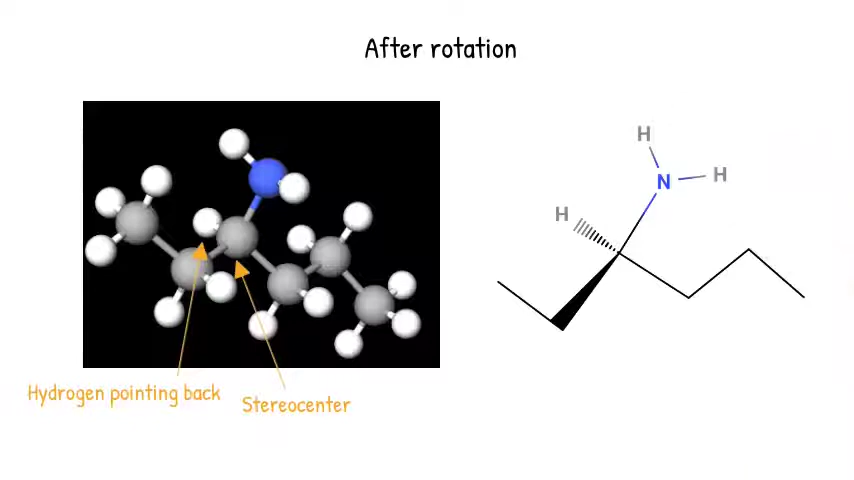 After rotation
H
N H
H
Hydrogen pointing back
Stereocenter